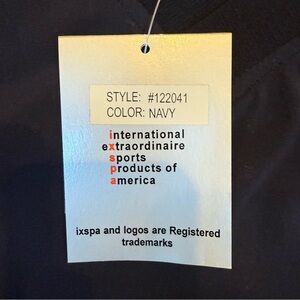 STYLE: #122041
COLOR: NAVY
international
extraordinaire
sports
products of
america
ixspa and logos are Registered
trademarks